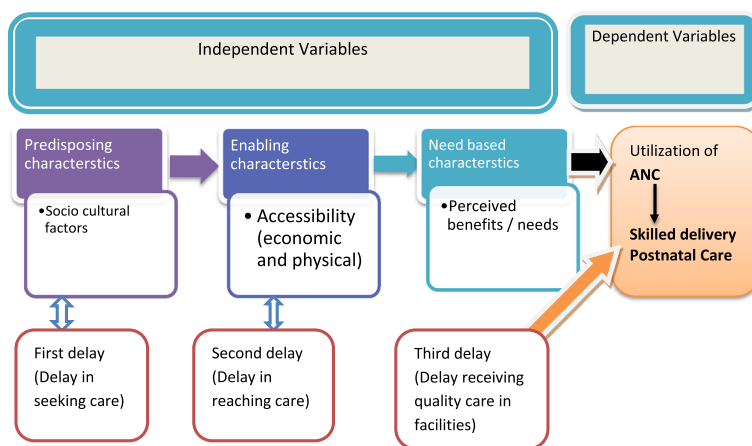 Independent Variables
Dependent Variables
Predisposing
characterstics
•Socio cultural
factors
Enabling
characterstics
• Accessibility
(economic
and physical)
Need based
characterstics
•Perceived
benefits / needs
Utilization of
ANC
Skilled delivery
Postnatal Care
First delay
(Delay in
seeking care)
Second delay
(Delay in
reaching care)
Third delay
(Delay receiving
quality care in
facilities)